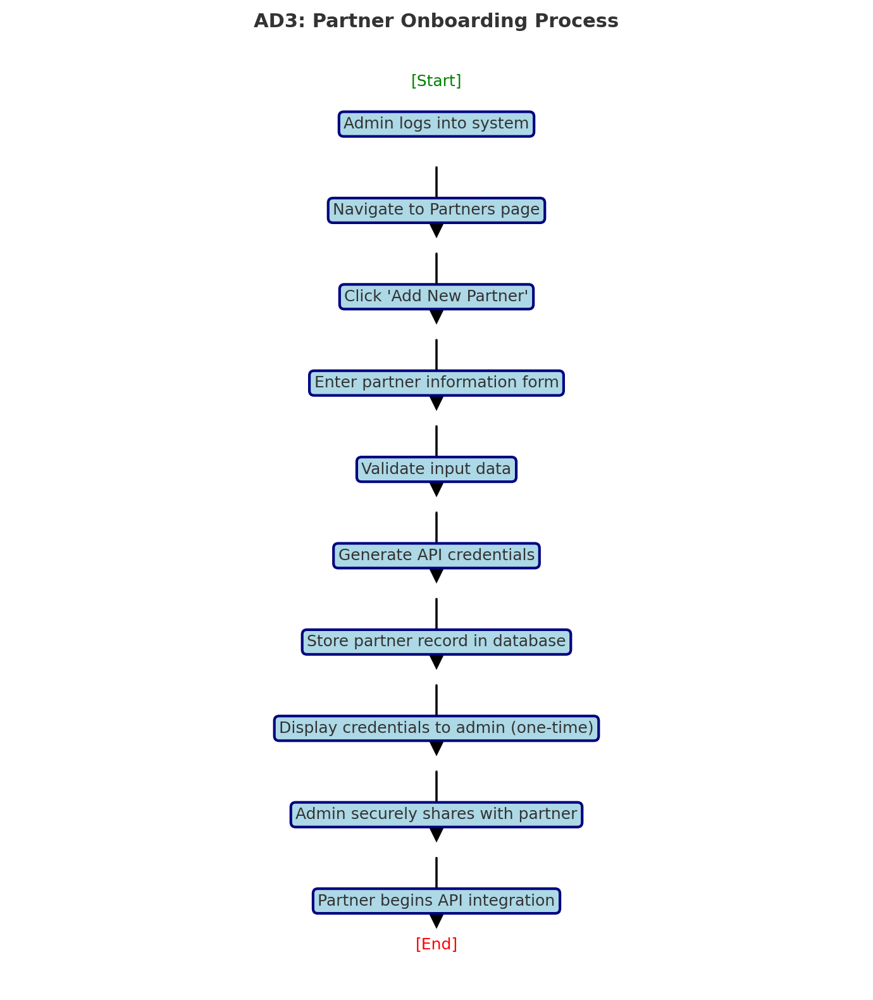 AD3: Partner Onboarding Process
[Start]
Admin logs into system
Navigate to Partners page
Click 'Add New Partner'
Enter partner information form
Validate input data
Generate API credentials
Store partner record in database
Display credentials to admin (one-time)
Admin securely shares with partner
Partner begins API integration
[End]